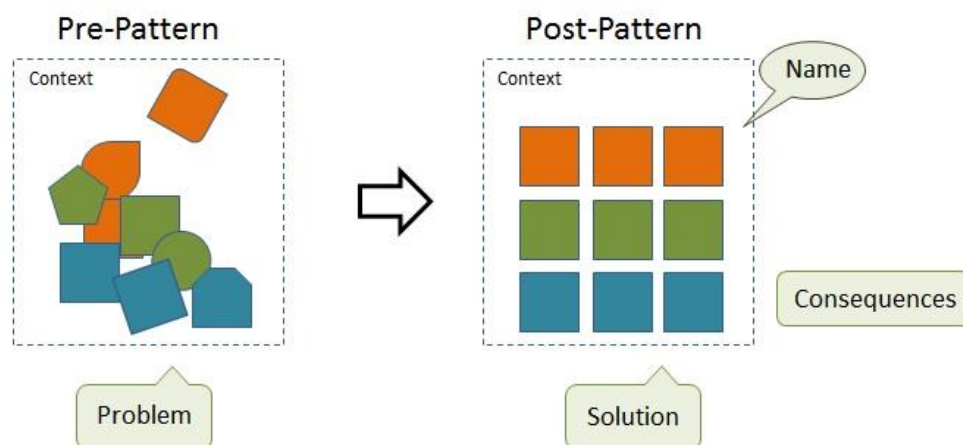 Pre-Pattern
Context
Problem
Post-Pattern
Context
Name
Consequences
Solution